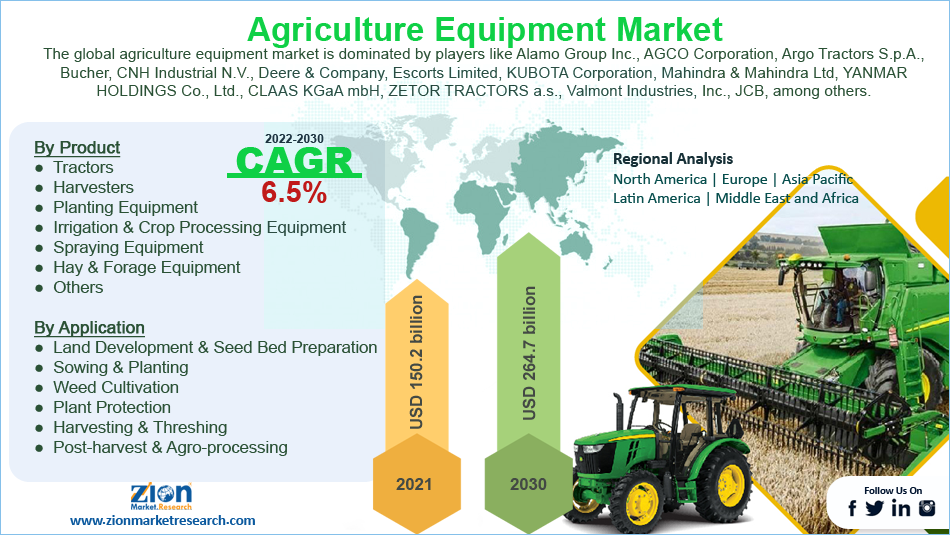 Agriculture Equipment Market
The global agriculture equipment market is dominated by players like Alamo Group Inc., AGCO Corporation, Argo Tractors S.p.A.,
Bucher, CNH Industrial N.V., Deere & Company, Escorts Limited, KUBOTA Corporation, Mahindra & Mahindra Ltd, YANMAR
HOLDINGS Co., Ltd., CLAAS KGaA mbH, ZETOR TRACTORS a.s., Valmont Industries, Inc., JCB, among others.
By Product
● Tractors
● Harvesters
● Planting Equipment
● Irrigation & Crop Processing Equipment
● Spraying Equipment
● Hay & Forage Equipment
● Others
2022-2030
CAGR
6.5%
Regional Analysis
North America | Europe | Asia Pacific
Latin America | Middle East and Africa
By Application
● Land Development & Seed Bed Preparation
● Sowing & Planting
● Weed Cultivation
● Plant Protection
● Harvesting & Threshing
● Post-harvest & Agro-processing
USD 150.2 billion
2021
USD 264.7 billion
2030
Zion
Market.Research
www.zionmarketresearch.com
Follow Us On